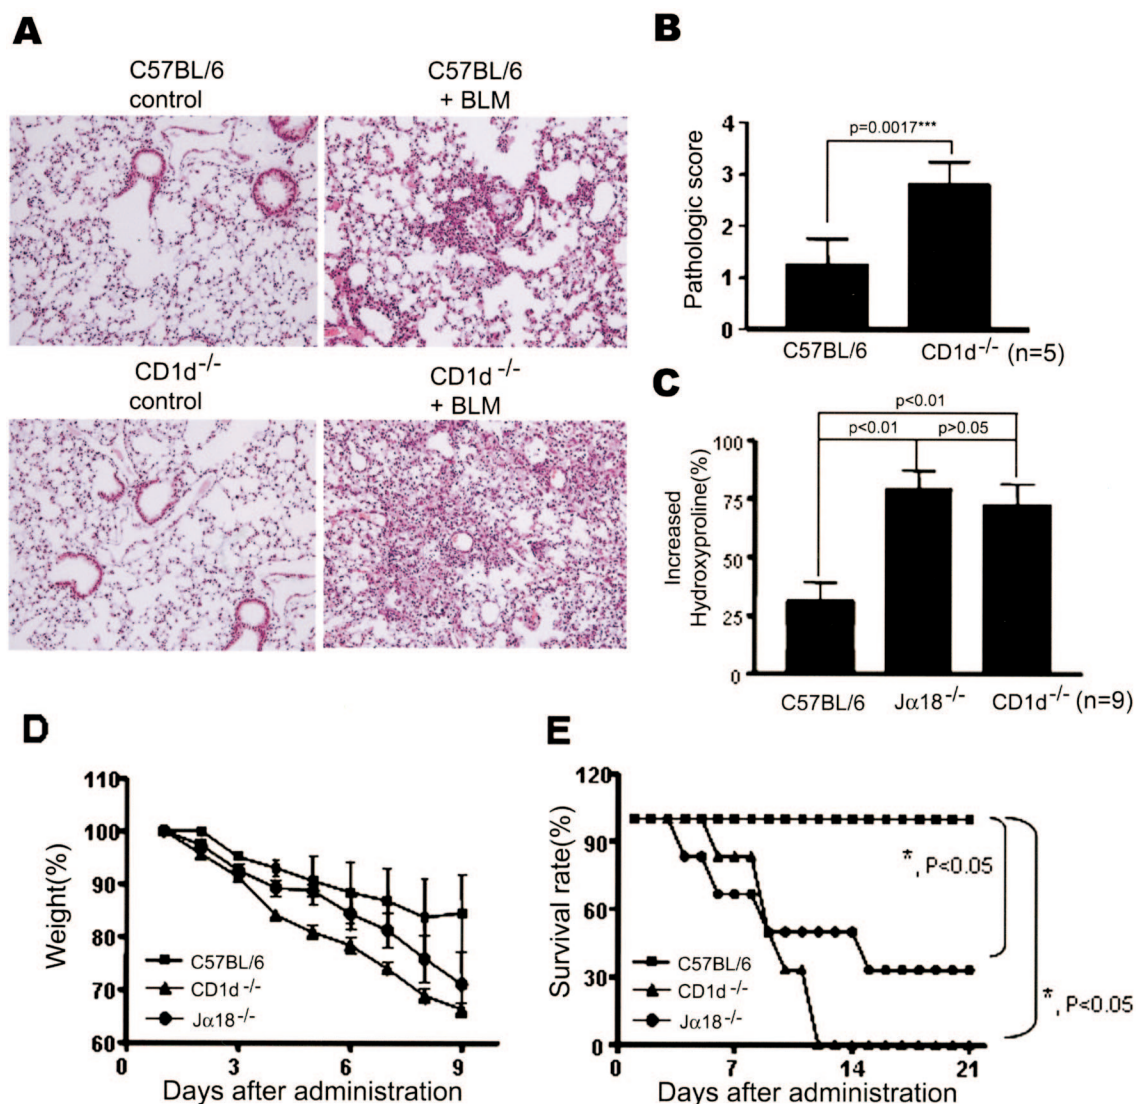 A
C57BL/6
control
C57BL/6
+ BLM
CD1d-/-
control
CD1d-/-
+ BLM
B
Pathologic score
4
3
2
1
0
p=0.0017***
C57BL/6
CD1d-/- (n=5)
C
Increased
Hydroxyproline(%)
100
75
50
25
0
p<0.01
p<0.01
p>0.05
C57BL/6
Jα18-/-
CD1d-/- (n=9)
D
Weight(%)
110
100
90
80
70
60
C57BL/6
CD1d-/-
Jα18-/-
0
3
6
9
Days after administration
E
Survival rate(%)
120
90
60
30
0
C57BL/6
CD1d-/-
Jα18-/-
*, P<0.05
*, P<0.05
0
7
14
21
Days after administration